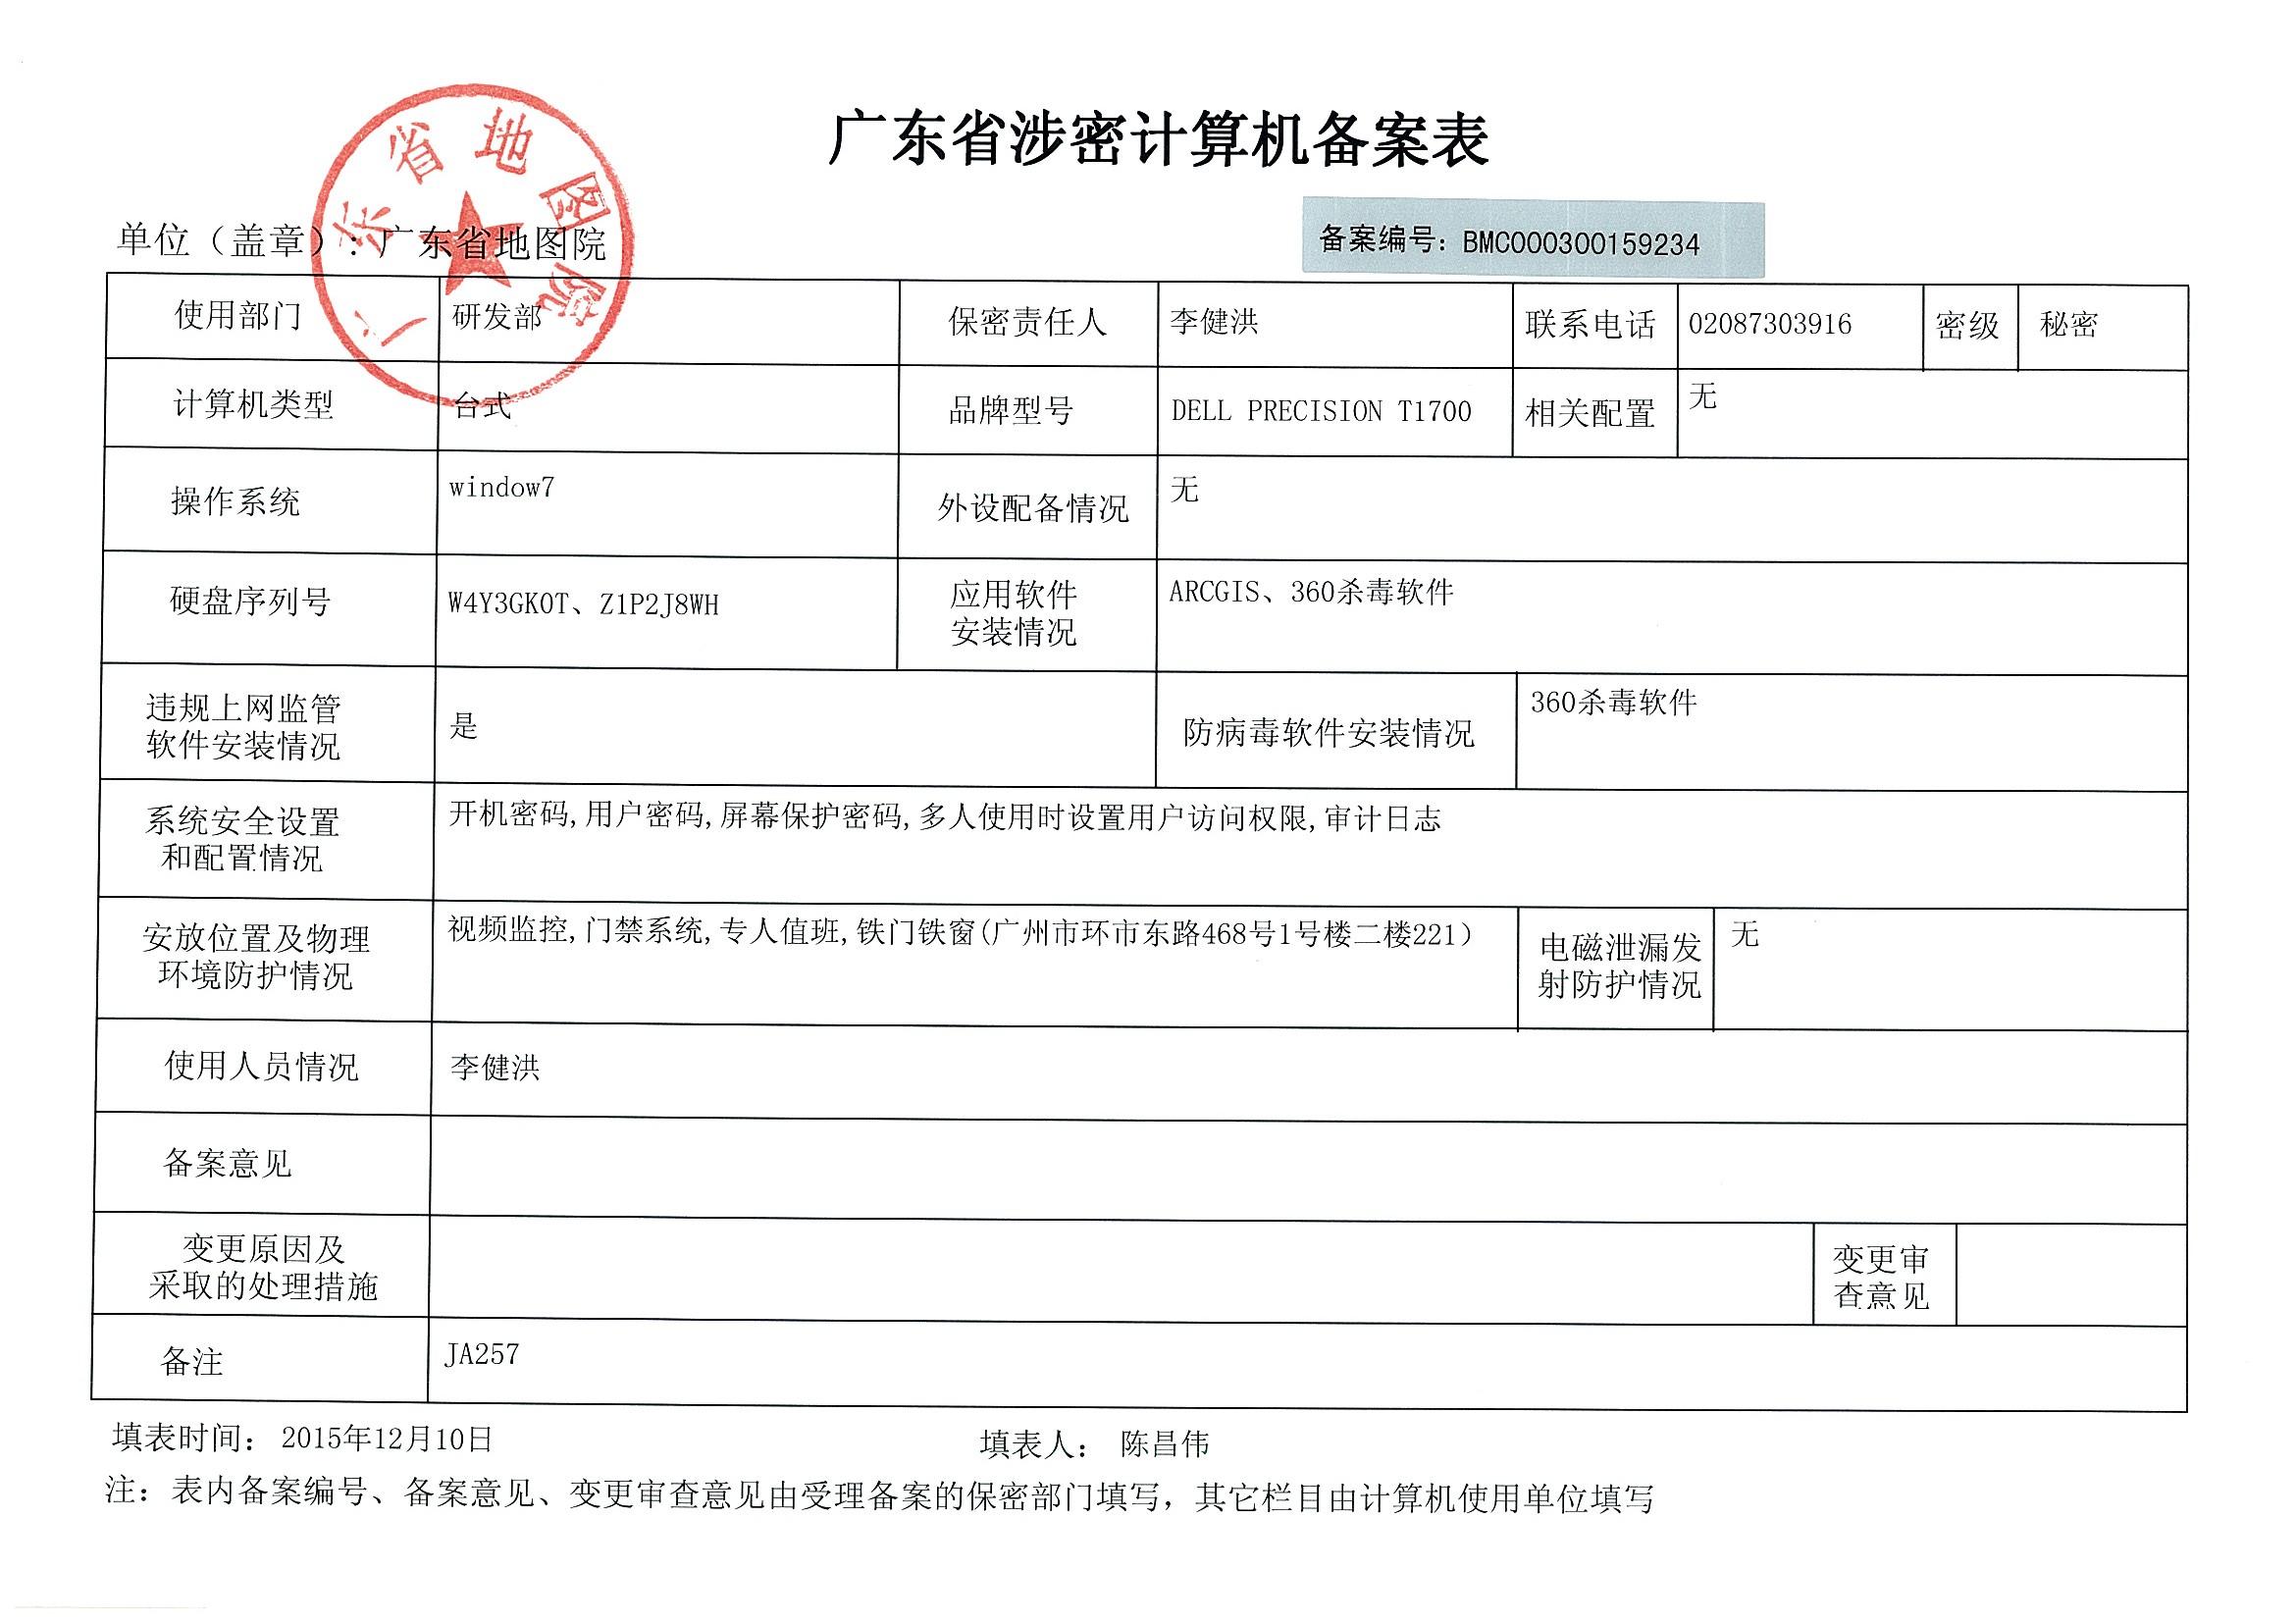 广东省涉密计算机备案表
单位（盖章）：广东省地图院
广东省地图院
备案编号：BMC000300159234
使用部门 研发部 保密责任人 李健洪 联系电话 02087303916 密级 秘密
计算机类型 台式 品牌型号 DELL PRECISION T1700 相关配置 无
操作系统 window7 外设配备情况 无
硬盘序列号 W4Y3GK0T、Z1P2J8WH 应用软件
安装情况 ARCGIS、360杀毒软件
违规上网监管
软件安装情况 是 防病毒软件安装情况 360杀毒软件
系统安全设置
和配置情况 开机密码,用户密码,屏幕保护密码,多人使用时设置用户访问权限,审计日志
安放位置及物理
环境防护情况 视频监控,门禁系统,专人值班,铁门铁窗(广州市环市东路468号1号楼二楼221） 电磁泄漏发
射防护情况 无
使用人员情况 李健洪
备案意见
变更原因及
采取的处理措施 变更审
查意见
备注 JA257
填表时间： 2015年12月10日 填表人： 陈昌伟
注：表内备案编号、备案意见、变更审查意见由受理备案的保密部门填写，其它栏目由计算机使用单位填写